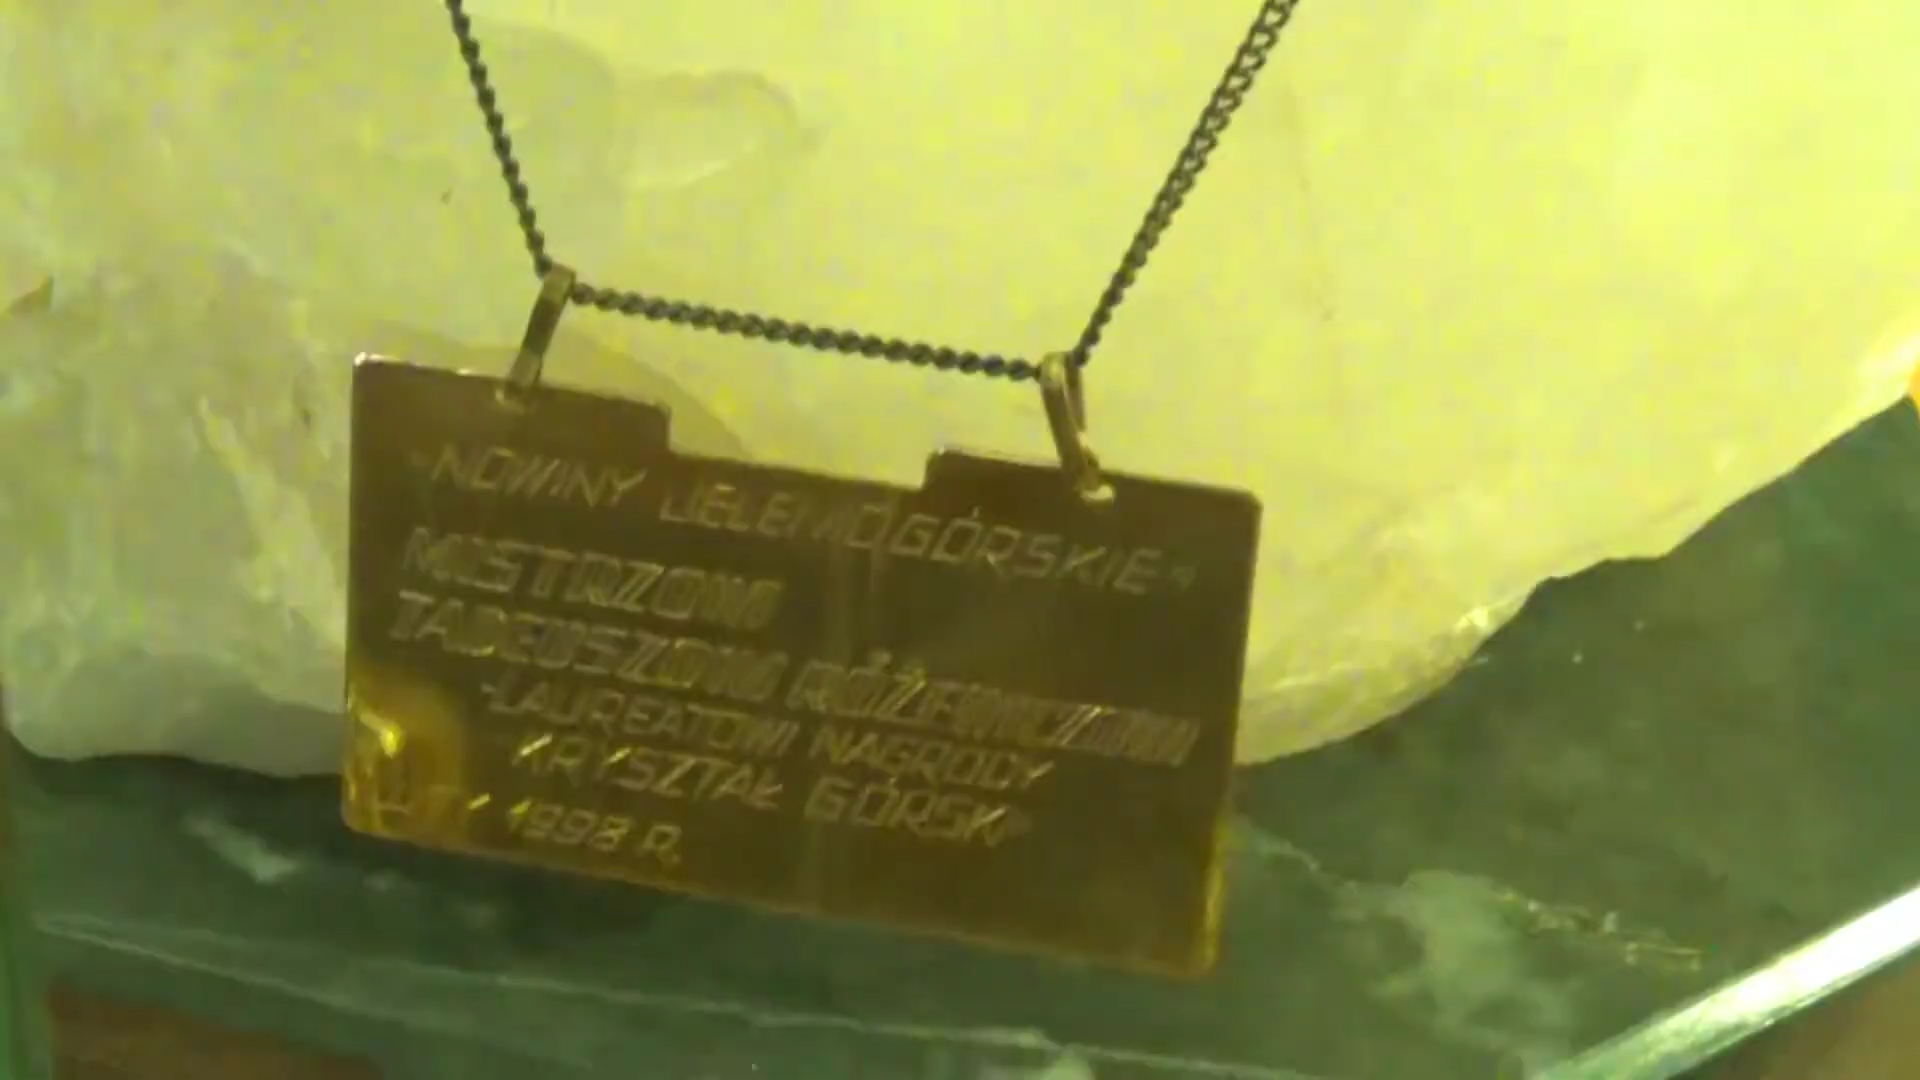 "NOWINY JELENIOGÓRSKIE"
MISTRZOWI
TADEUSZOWI RÓŻEWICZOWI
-LAUREATOWI NAGRODY
KRYSZTAŁ GÓRSKI
1998 R.